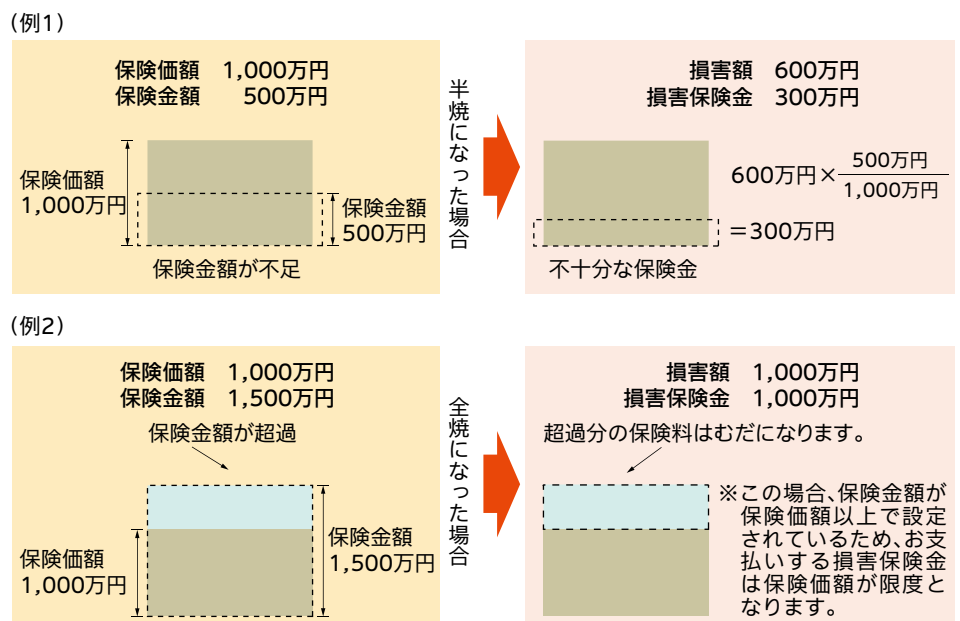 （例1）
保険価額　1,000万円
保険金額　500万円
保険価額
1,000万円
保険金額
500万円
保険金額が不足
半焼になった場合
損害額　600万円
損害保険金　300万円
600万円×500万円/1,000万円
＝300万円
不十分な保険金
（例2）
保険価額　1,000万円
保険金額　1,500万円
保険金額が超過
保険価額
1,000万円
保険金額
1,500万円
全焼になった場合
損害額　1,000万円
損害保険金　1,000万円
超過分の保険料はむだになります。
※この場合、保険金額が
保険価額以上で設定
されているため、お支
払いする損害保険金
は保険価額が限度と
なります。